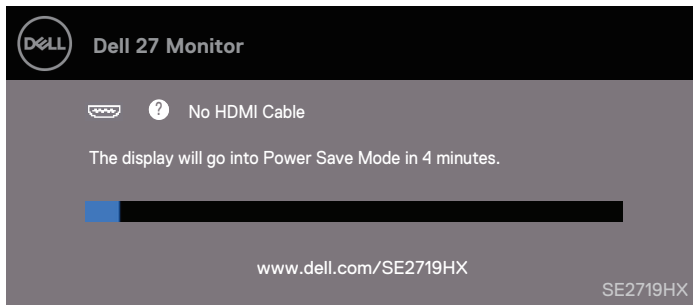 DELL
Dell 27 Monitor
? No HDMI Cable
The display will go into Power Save Mode in 4 minutes.
www.dell.com/SE2719HX
SE2719HX